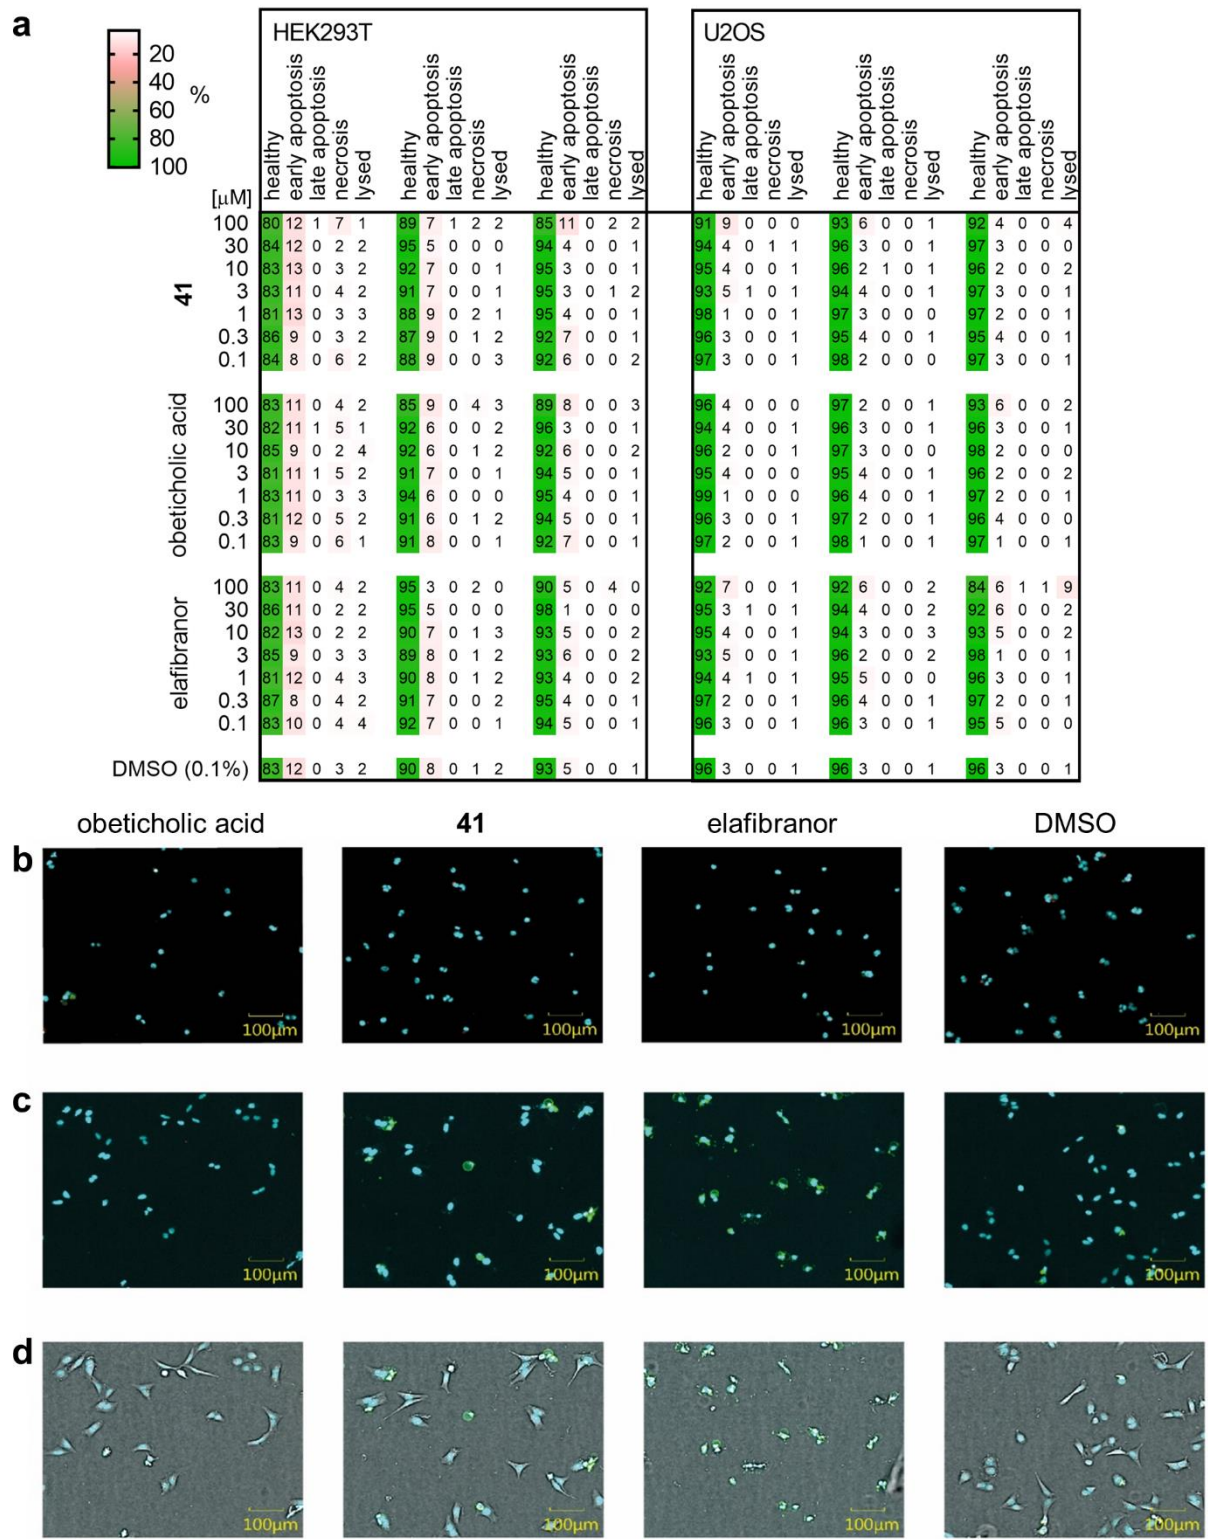 a
HEK293T
U2OS
20
40
60
80
100
%
healthy early apoptosis late apoptosis necrosis lysed healthy early apoptosis late apoptosis necrosis lysed healthy early apoptosis late apoptosis necrosis lysed healthy early apoptosis late apoptosis necrosis lysed healthy early apoptosis late apoptosis necrosis lysed healthy early apoptosis late apoptosis necrosis lysed
[µM]
41
100 80 12 1 7 1 89 7 1 2 2 85 11 0 2 2 91 9 0 0 0 93 6 0 0 1 92 4 0 0 4
30 84 12 0 2 2 95 5 0 0 0 94 4 0 0 1 94 4 0 1 1 96 3 0 0 1 97 3 0 0 0
10 83 13 0 3 2 92 7 0 0 1 95 3 0 0 1 95 4 0 0 1 96 2 1 0 1 96 2 0 0 2
3 83 11 0 4 2 91 7 0 0 1 95 3 0 1 2 93 5 1 0 1 94 4 0 0 1 97 3 0 0 1
1 81 13 0 3 3 88 9 0 2 1 95 4 0 0 1 98 1 0 0 1 97 3 0 0 0 97 2 0 0 1
0.3 86 9 0 3 2 87 9 0 1 2 92 7 0 0 1 96 3 0 0 1 95 4 0 0 1 95 4 0 0 1
0.1 84 8 0 6 2 88 9 0 0 3 92 6 0 0 2 97 3 0 0 1 98 2 0 0 0 97 3 0 0 1
obeticholic acid
100 83 11 0 4 2 85 9 0 4 3 89 8 0 0 3 96 4 0 0 0 97 2 0 0 1 93 6 0 0 2
30 82 11 1 5 1 92 6 0 0 2 96 3 0 0 1 94 4 0 0 1 96 3 0 0 1 96 3 0 0 1
10 85 9 0 2 4 92 6 0 1 2 92 6 0 0 2 96 2 0 0 1 97 3 0 0 0 98 2 0 0 0
3 81 11 1 5 2 91 7 0 0 1 94 5 0 0 1 95 4 0 0 0 95 4 0 0 1 96 2 0 0 2
1 83 11 0 3 3 94 6 0 0 0 95 4 0 0 1 99 1 0 0 0 96 4 0 0 1 97 2 0 0 1
0.3 81 12 0 5 2 91 6 0 1 2 94 5 0 0 1 96 3 0 0 1 97 2 0 0 1 96 4 0 0 0
0.1 83 9 0 6 1 91 8 0 0 1 92 7 0 0 1 97 2 0 0 1 98 1 0 0 1 97 1 0 0 1
elafibranor
100 83 11 0 4 2 95 3 0 2 0 90 5 0 4 0 92 7 0 0 1 92 6 0 0 2 84 6 1 1 9
30 86 11 0 2 2 95 5 0 0 0 98 1 0 0 0 95 3 1 0 1 94 4 0 0 2 92 6 0 0 2
10 82 13 0 2 2 90 7 0 1 3 93 5 0 0 2 95 4 0 0 1 94 3 0 0 3 93 5 0 0 2
3 85 9 0 3 3 89 8 0 1 2 93 6 0 0 2 93 5 0 0 1 96 2 0 0 2 98 1 0 0 1
1 81 12 0 4 3 90 8 0 1 2 93 4 0 0 2 94 4 1 0 0 95 5 0 0 0 96 3 0 0 1
0.3 87 8 0 4 2 91 7 0 0 2 95 4 0 0 1 97 2 0 0 1 96 4 0 0 1 97 2 0 0 1
0.1 83 10 0 4 4 92 7 0 0 1 94 5 0 0 1 96 3 0 0 1 96 3 0 0 1 95 5 0 0 0
DMSO (0.1%) 83 12 0 3 2 90 8 0 1 2 93 5 0 0 1 96 3 0 0 1 96 3 0 0 1 96 3 0 0 1
obeticholic acid 41 elafibranor DMSO
b
100µm 100µm 100µm 100µm
c
100µm 100µm 100µm 100µm
d
100µm 100µm 100µm 100µm